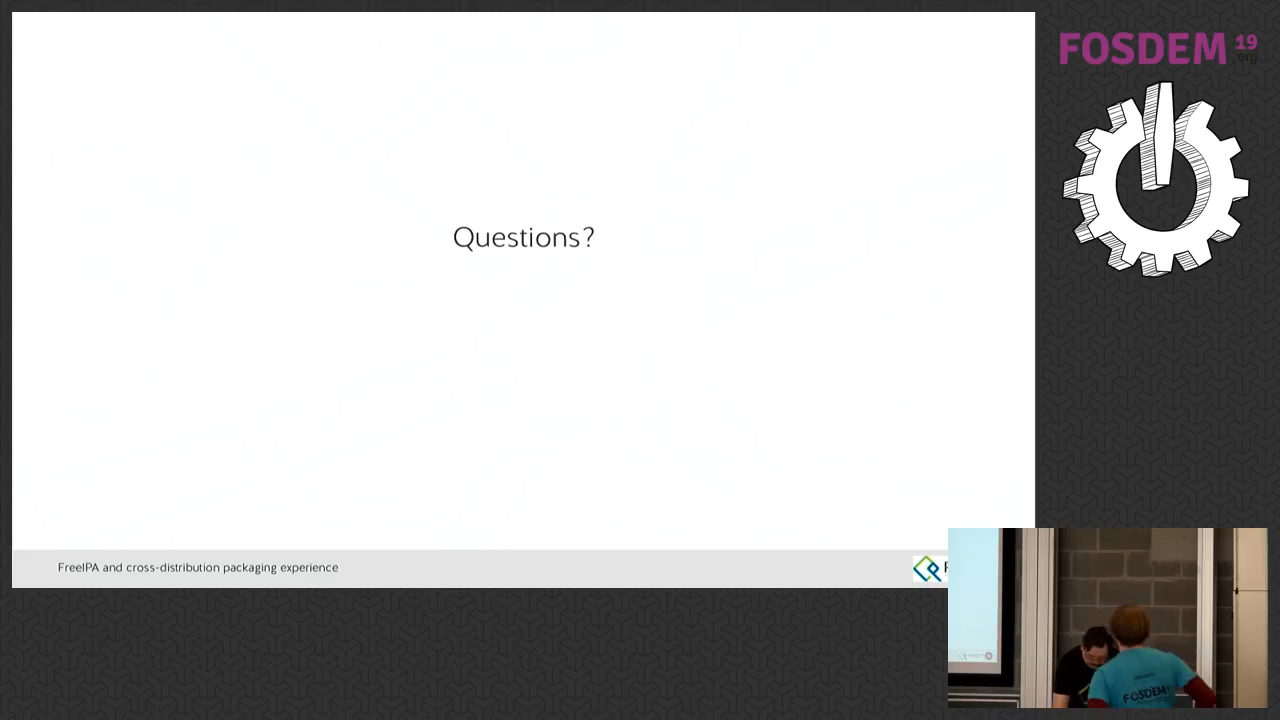 FOSDEM 19
.org
Questions?
FreeIPA and cross-distribution packaging experience
F
FOSDEM